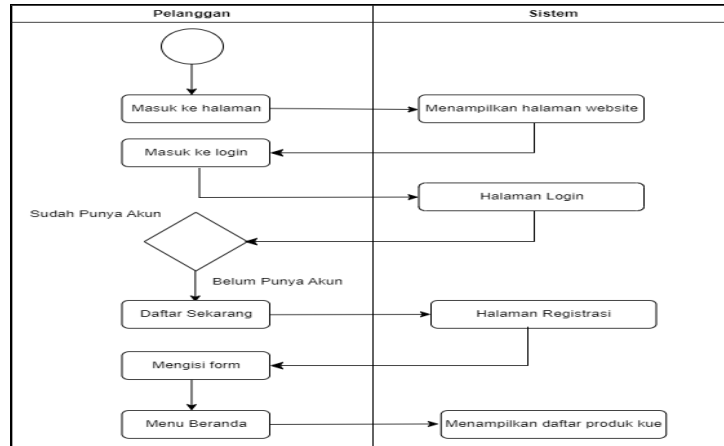 Pelanggan
Sistem
Masuk ke halaman
Menampilkan halaman website
Masuk ke login
Halaman Login
Sudah Punya Akun
Belum Punya Akun
Daftar Sekarang
Halaman Registrasi
Mengisi form
Menu Beranda
Menampilkan daftar produk kue